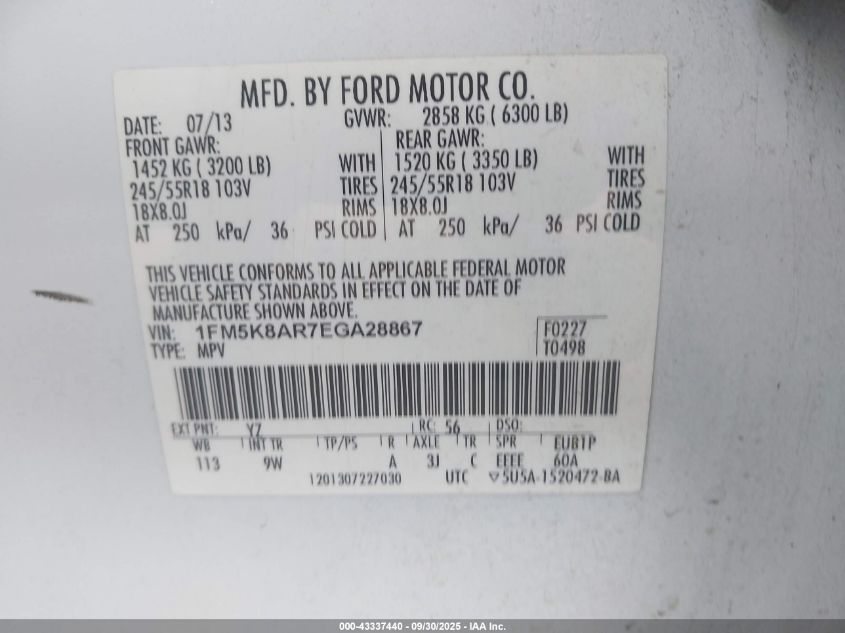 MFD. BY FORD MOTOR CO.
DATE: 07/13 GVWR: 2858 KG ( 6300 LB)
FRONT GAWR: REAR GAWR:
1452 KG ( 3200 LB) WITH 1520 KG ( 3350 LB) WITH
245/55R18 103V TIRES 245/55R18 103V TIRES
18X8.0J RIMS 18X8.0J RIMS
AT 250 kPa/ 36 PSI COLD AT 250 kPa/ 36 PSI COLD
THIS VEHICLE CONFORMS TO ALL APPLICABLE FEDERAL MOTOR
VEHICLE SAFETY STANDARDS IN EFFECT ON THE DATE OF
MANUFACTURE SHOWN ABOVE.
VIN: 1FM5K8AR7EGA28867 F0227
TYPE: MPV T0498
EXT PNT: YZ RC: 56 DSO:
WB INT TR TP/PS R AXLE TR SPR EUB1P
113 9W A 3J C EEEE 60A
1201307227030 UTC 5U5A-1520472-BA
000-43337440 - 09/30/2025 - IAA Inc.